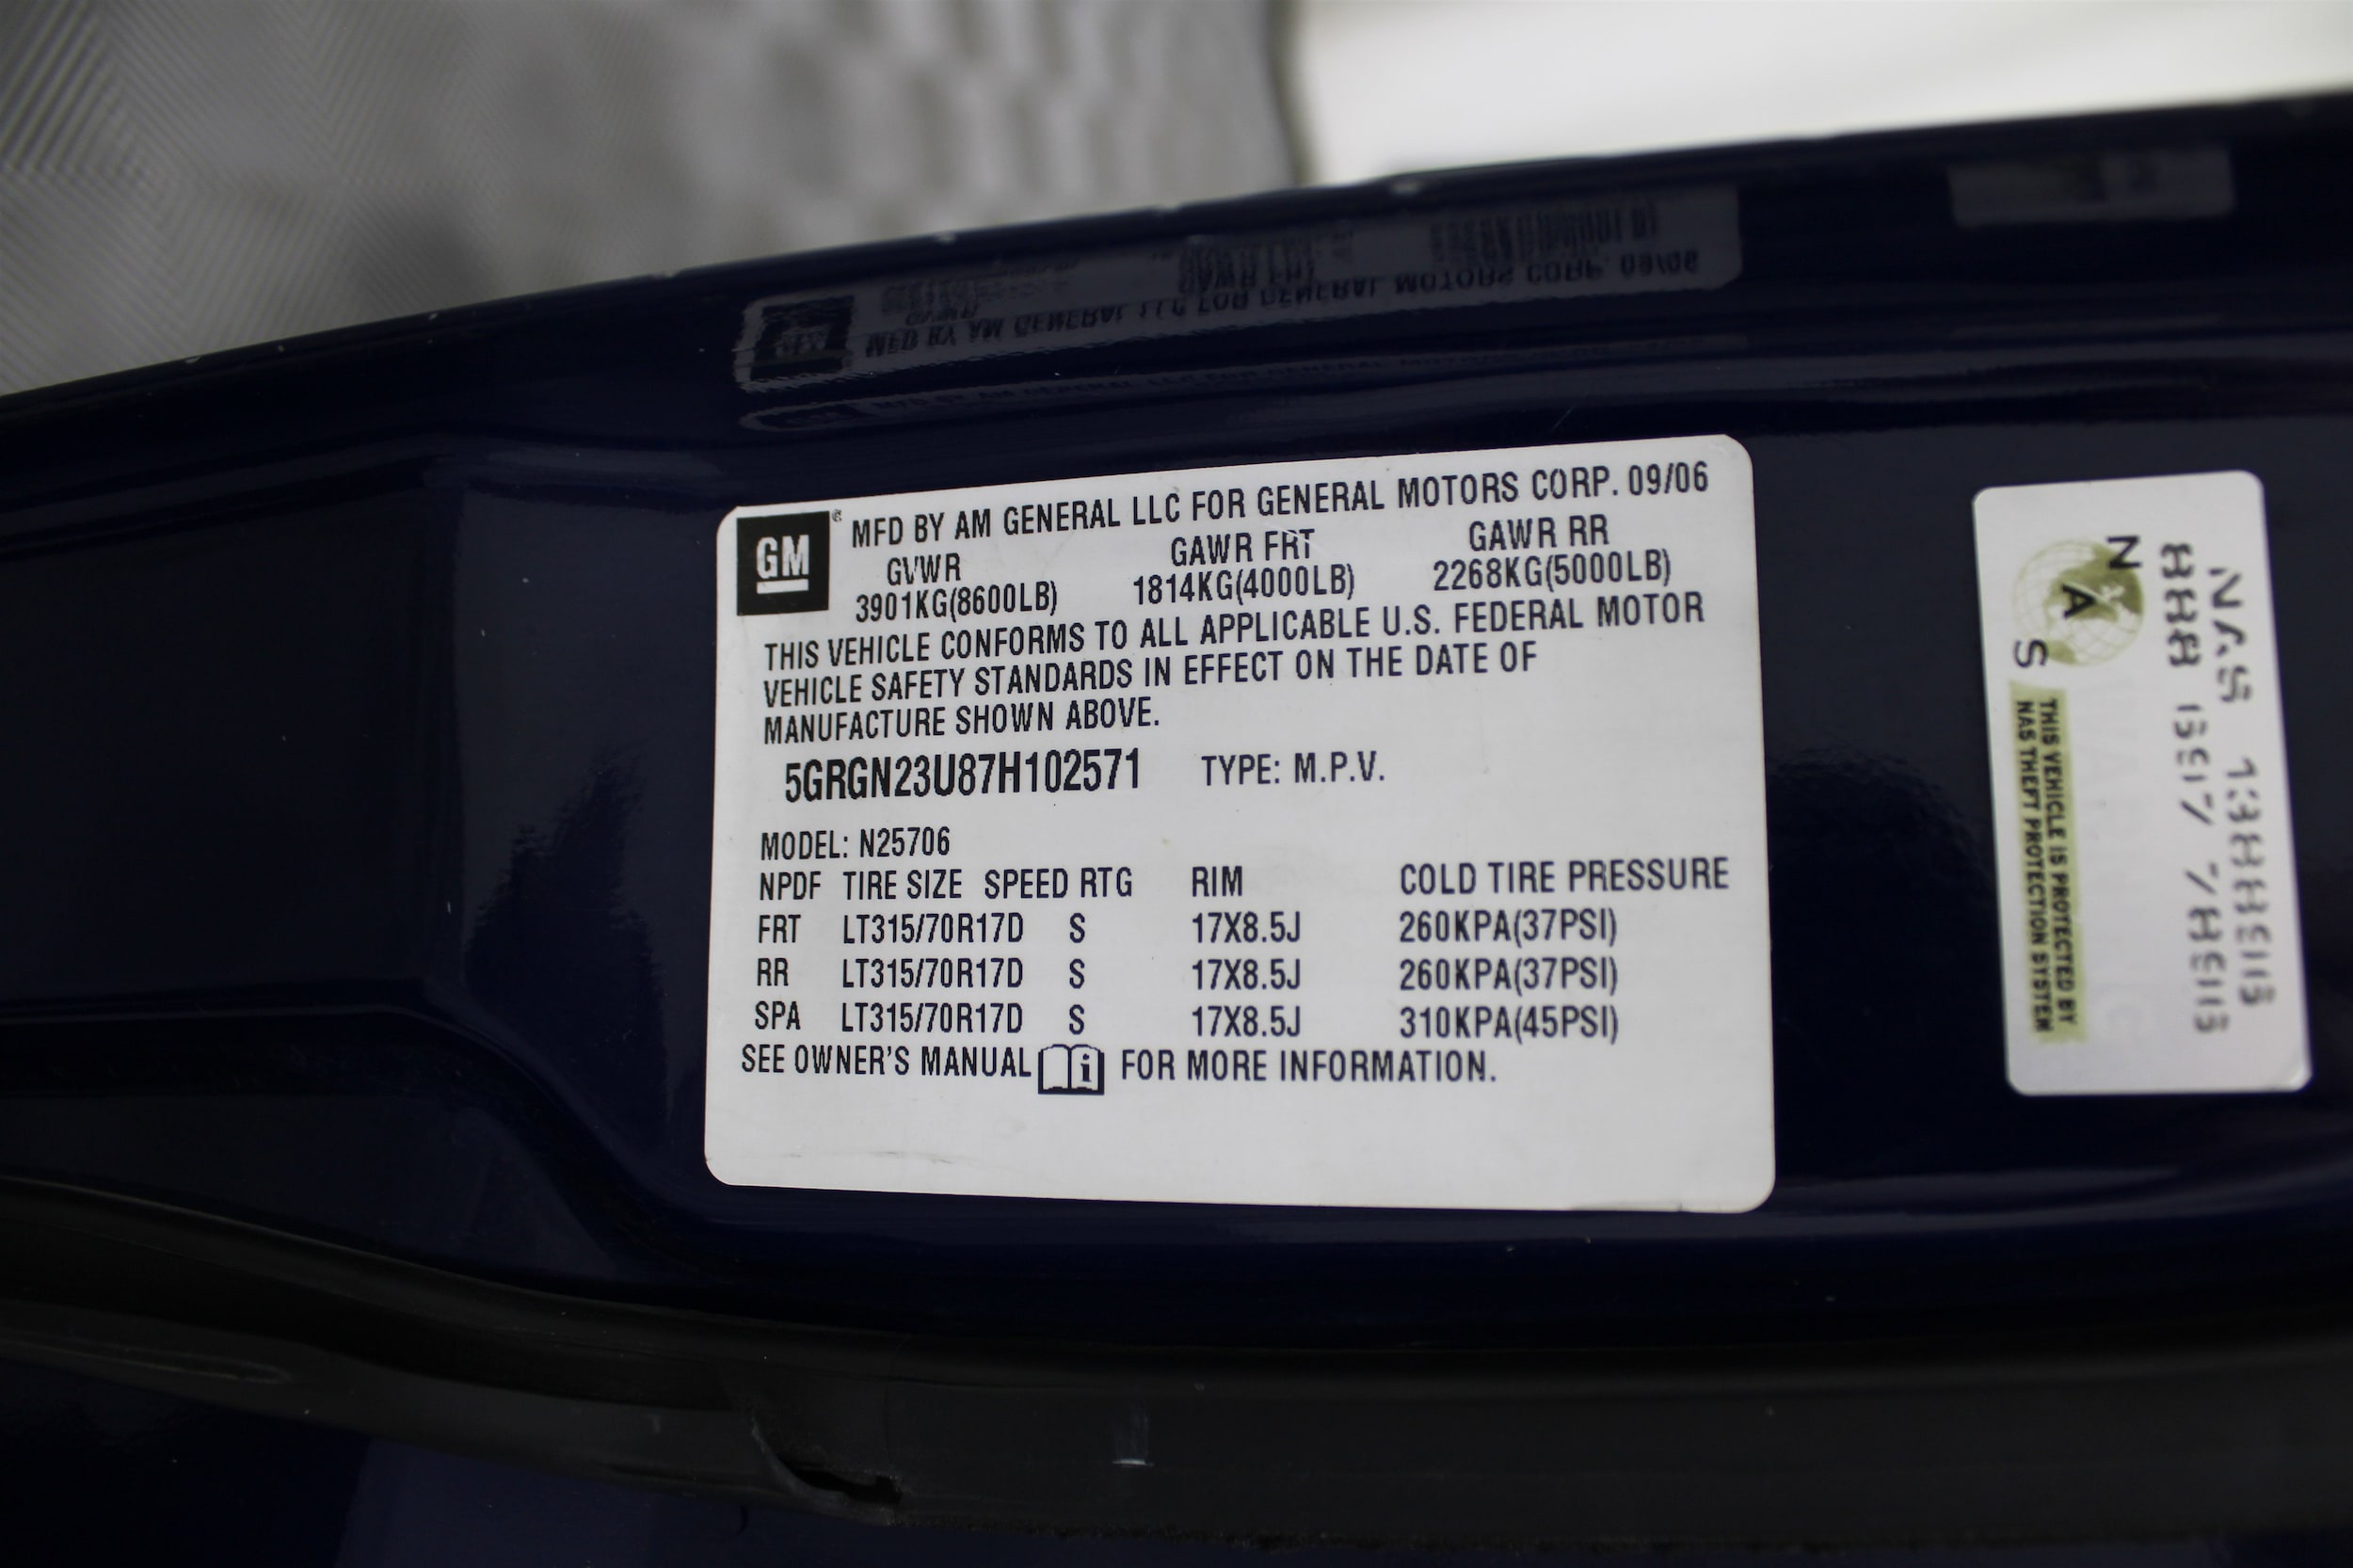 GM
MFD BY AM GENERAL LLC FOR GENERAL MOTORS CORP. 09/06
GVWR GAWR FRT GAWR RR
3901KG(8600LB) 1814KG(4000LB) 2268KG(5000LB)
THIS VEHICLE CONFORMS TO ALL APPLICABLE U.S. FEDERAL MOTOR
VEHICLE SAFETY STANDARDS IN EFFECT ON THE DATE OF
MANUFACTURE SHOWN ABOVE.
5GRGN23U87H102571 TYPE: M.P.V.
MODEL: N25706
NPDF TIRE SIZE SPEED RTG RIM COLD TIRE PRESSURE
FRT LT315/70R17D S 17X8.5J 260KPA(37PSI)
RR LT315/70R17D S 17X8.5J 260KPA(37PSI)
SPA LT315/70R17D S 17X8.5J 310KPA(45PSI)
SEE OWNER'S MANUAL FOR MORE INFORMATION.
NAS
THIS VEHICLE IS PROTECTED BY
NAS THEFT PROTECTION SYSTEM
NAS